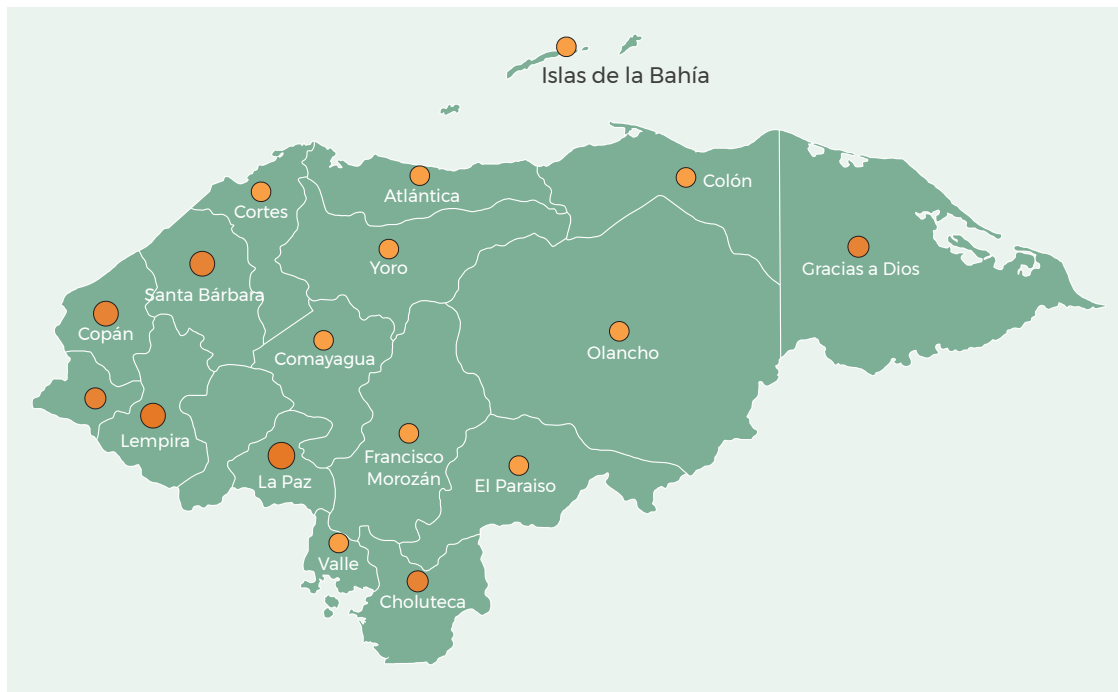 Islas de la Bahía
Colón
Atlántica
Cortes
Yoro
Gracias a Dios
Santa Bárbara
Copán
Olancho
Comayagua
Lempira
Francisco
Morozán
La Paz
El Paraiso
Valle
Choluteca